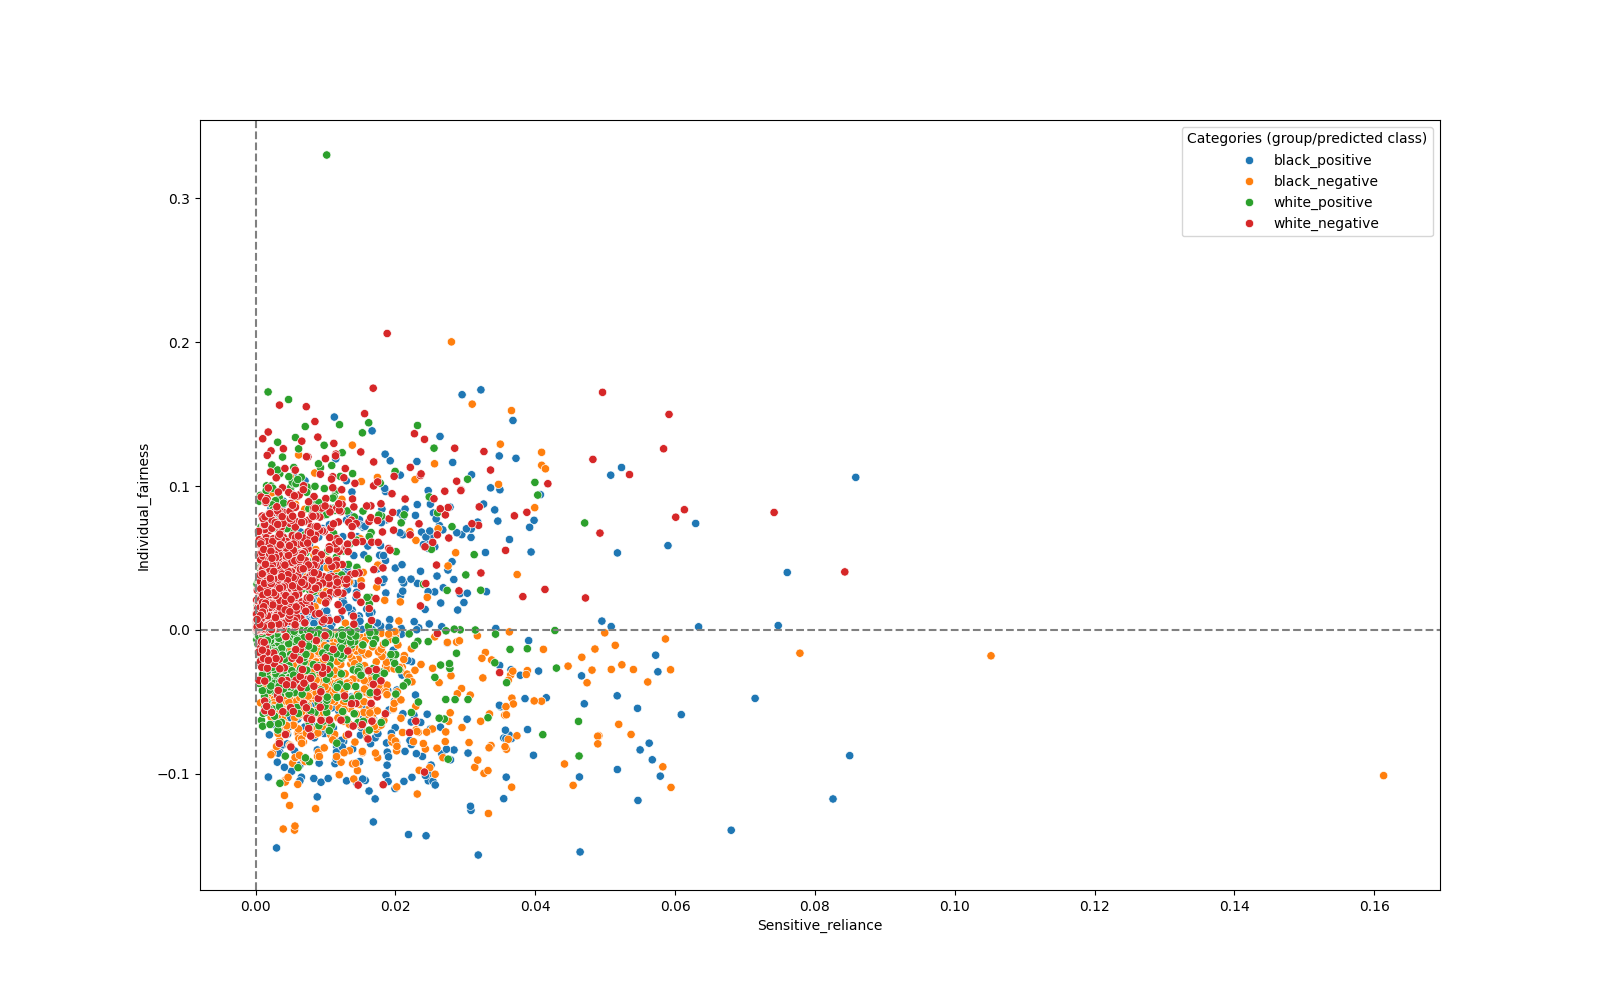 Categories (group/predicted class)
black_positive
black_negative
white_positive
white_negative
0.3
0.2
0.1
0.0
−0.1
Individual_fairness
0.00 0.02 0.04 0.06 0.08 0.10 0.12 0.14 0.16
Sensitive_reliance